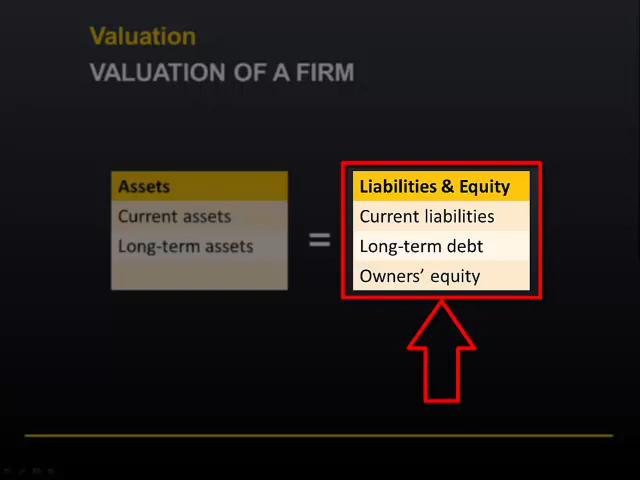 Valuation
VALUATION OF A FIRM
Assets
Current assets
Long-term assets
=
Liabilities & Equity
Current liabilities
Long-term debt
Owners’ equity